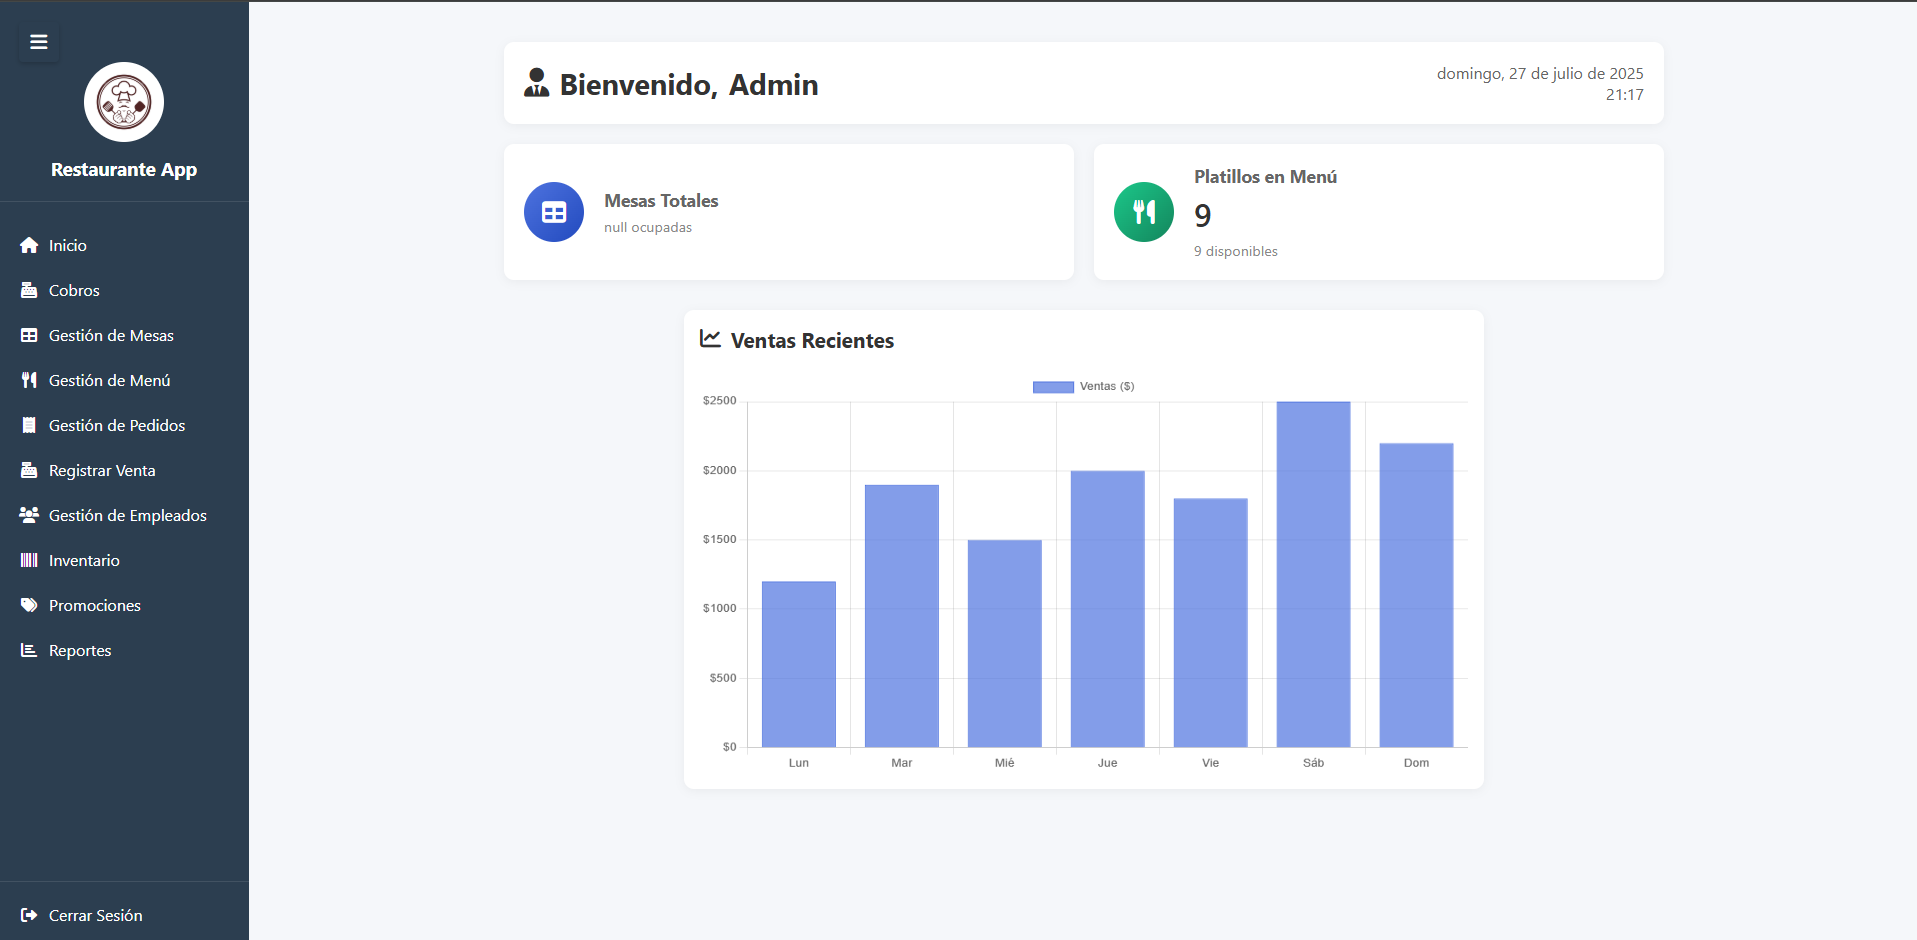 Restaurante App
Inicio
Cobros
Gestión de Mesas
Gestión de Menú
Gestión de Pedidos
Registrar Venta
Gestión de Empleados
Inventario
Promociones
Reportes
Cerrar Sesión
Bienvenido, Admin
domingo, 27 de julio de 2025
21:17
Mesas Totales
null ocupadas
Platillos en Menú
9
9 disponibles
Ventas Recientes
Ventas ($)
$2500
$2000
$1500
$1000
$500
$0
Lun Mar Mié Jue Vie Sáb Dom